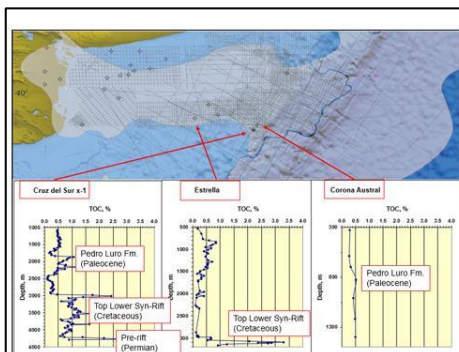 40°
Cruz del Sur x-1
Estrella
Corona Austral
TOC, %
0.0 0.5 1.0 1.5 2.0 2.5 3.0 3.5 4.0
1000
1500
2000
2500
3000
3500
4000
4500
Depth, m
Pedro Luro Fm.
(Paleocene)
Top Lower Syn-Rift
(Cretaceous)
Pre-rift
(Permian)
TOC, %
0.0 0.5 1.0 1.5 2.0 2.5 3.0 3.5 4.0
500
1000
1500
2000
2500
3000
Depth, m
Top Lower Syn-Rift
(Cretaceous)
TOC, %
0.0 0.5 1.0 1.5 2.0 2.5 3.0 3.5 4.0
300
800
1300
Depth, m
Pedro Luro Fm.
(Paleocene)